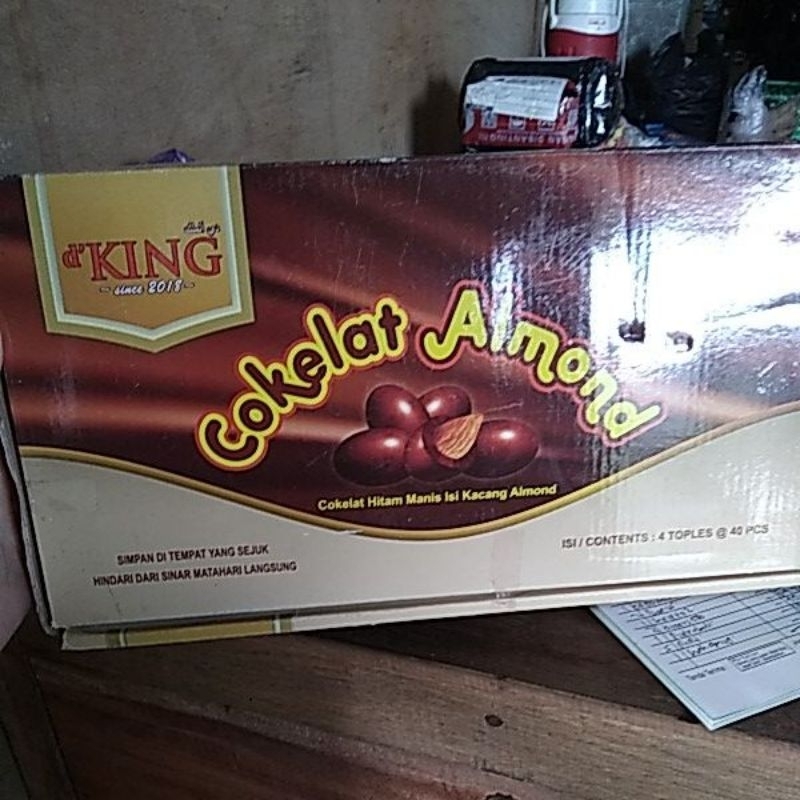 d'KING
since 2018
Cokelat Almond
Cokelat Hitam Manis Isi Kacang Almond
SIMPAN DI TEMPAT YANG SEJUK
HINDARI DARI SINAR MATAHARI LANGSUNG
ISI / CONTENTS : 4 TOPLES @ 40 PCS